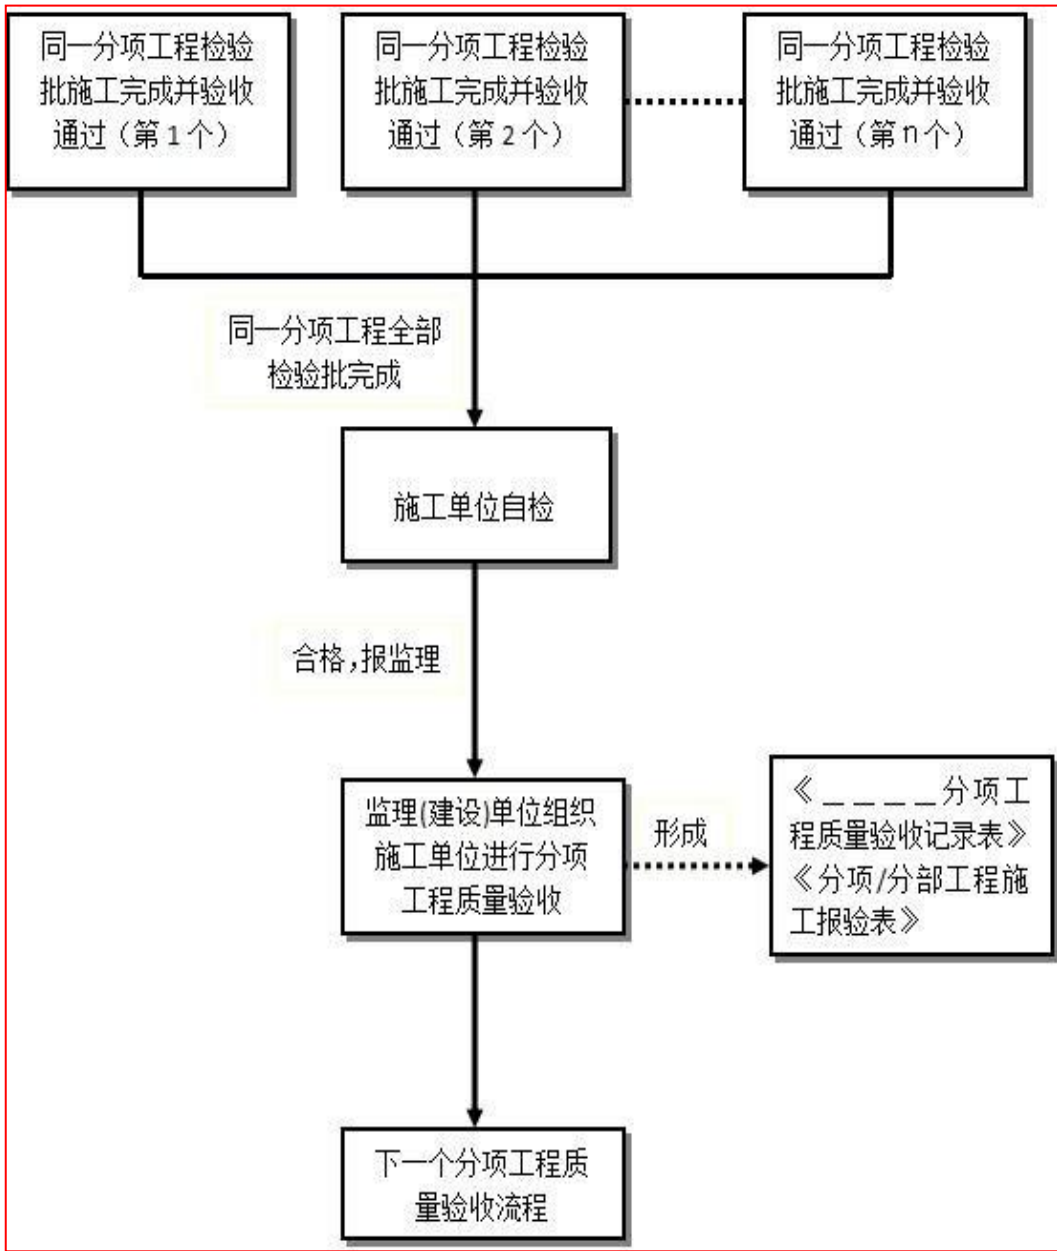 同一分项工程检验
批施工完成并验收
通过（第1个）
同一分项工程检验
批施工完成并验收
通过（第2个）
同一分项工程检验
批施工完成并验收
通过（第n个）
同一分项工程全部
检验批完成
施工单位自检
合格,报监理
监理(建设)单位组织
施工单位进行分项
工程质量验收
形成
《____分项工
程质量验收记录表》
《分项/分部工程施
工报验表》
下一个分项工程质
量验收流程